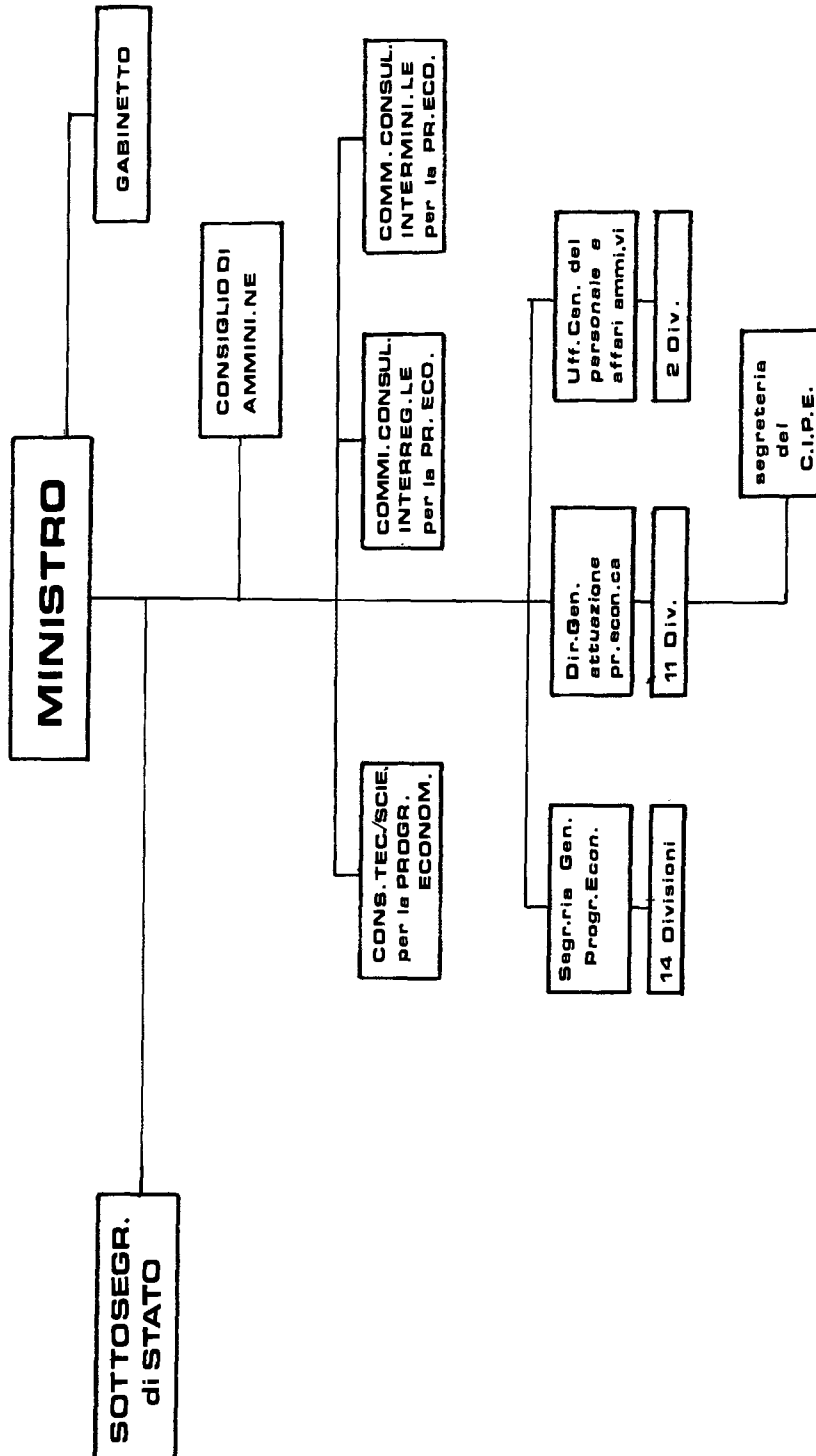 MINISTRO
GABINETTO
SOTTOSEGR.
di STATO
CONSIGLIO DI
AMMINI.NE
CONS.TEC./SCIE.
per la PROGR.
ECONOM.
COMMI.CONSUL.
INTERREG.LE
per la PR. ECO.
COMM. CONSUL.
INTERMINI.LE
per la PR.ECO.
Segr.ria Gen.
Progr.Econ.
14 Divisioni
Dir.Gen.
attuazione
pr.econ.ca
11 Div.
Uff.Cen. del
personale e
affari ammi.vi
2 Div.
segreteria
del
C.I.P.E.